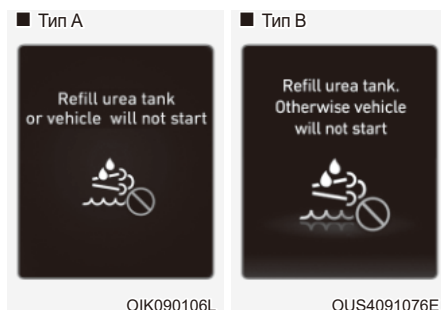 ■ Тип A
Refill urea tank
or vehicle will not start
OIK090106L
■ Тип B
Refill urea tank.
Otherwise vehicle
will not start
OUS4091076E